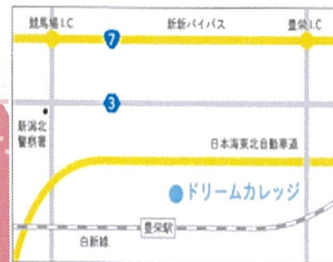 競馬場I.C
新新バイパス
豊栄I.C
7
3
新潟北
警察署
日本海東北自動車道
ドリームカレッジ
豊栄駅
白新線